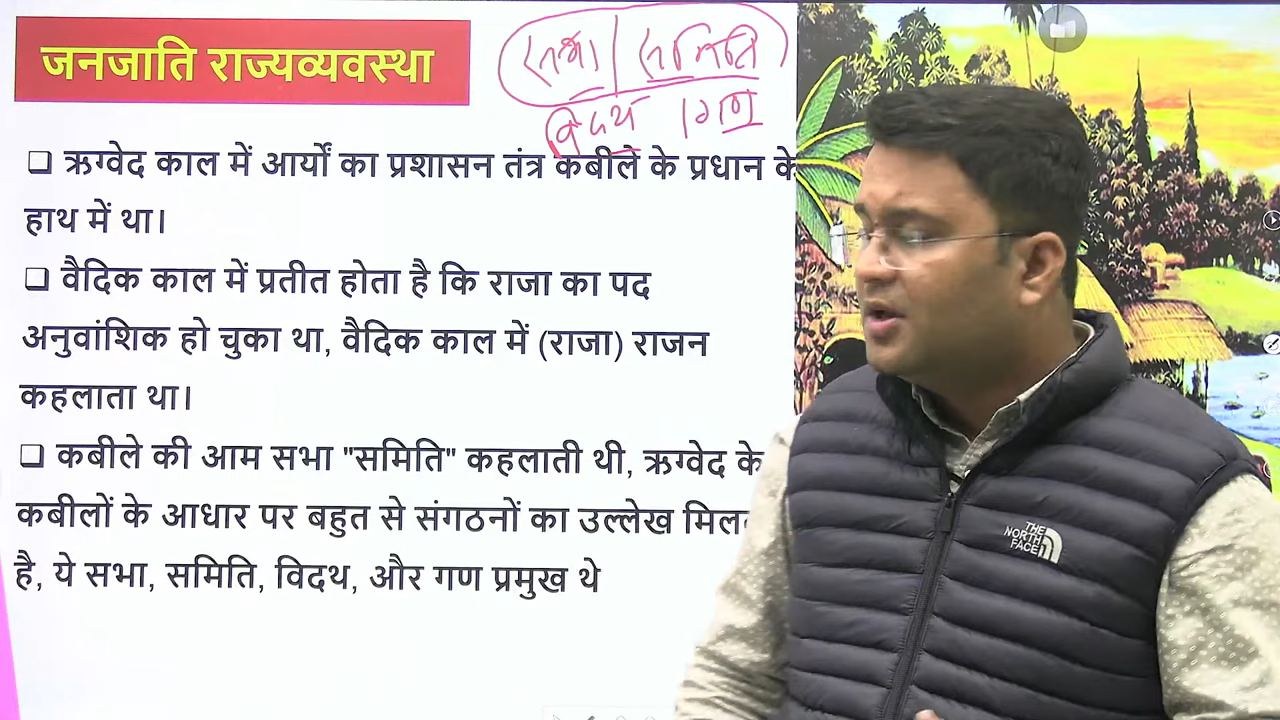 जनजाति राज्यव्यवस्था
सभा | समिति
विदथ | गण
❑ ऋग्वेद काल में आर्यों का प्रशासन तंत्र कबीले के प्रधान के
हाथ में था।
❑ वैदिक काल में प्रतीत होता है कि राजा का पद
अनुवांशिक हो चुका था, वैदिक काल में (राजा) राजन
कहलाता था।
❑ कबीले की आम सभा "समिति" कहलाती थी, ऋग्वेद के
कबीलों के आधार पर बहुत से संगठनों का उल्लेख
है, ये सभा, समिति, विदथ, और गण प्रमुख थे
THE
NORTH
FACE